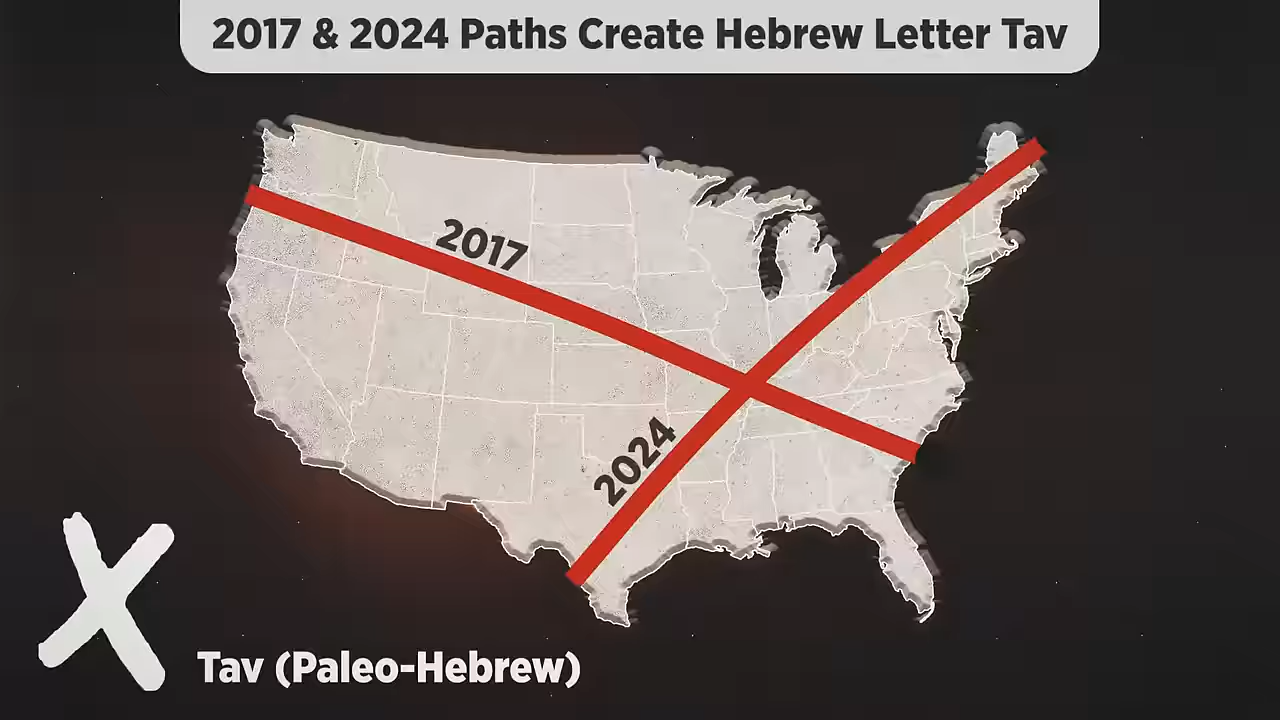 2017 & 2024 Paths Create Hebrew Letter Tav
2017
2024
X
Tav (Paleo-Hebrew)